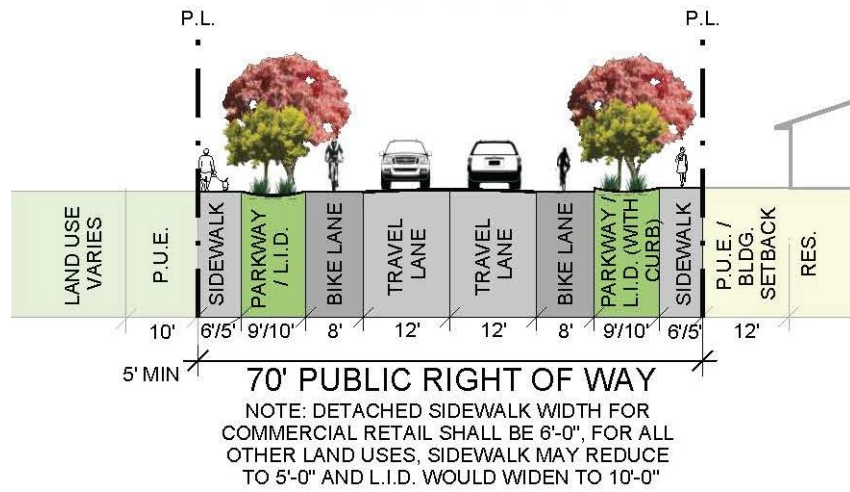 P.L.
P.L.
LAND USE
VARIES
P.U.E.
SIDEWALK
PARKWAY
/ L.I.D.
BIKE LANE
TRAVEL
LANE
TRAVEL
LANE
BIKE LANE
PARKWAY /
L.I.D. (WITH
CURB)
SIDEWALK
P.U.E. /
BLDG.
SETBACK
RES.
10' 6'/5' 9'/10' 8' 12' 12' 8' 9'/10' 6'/5' 12'
5' MIN
70' PUBLIC RIGHT OF WAY
NOTE: DETACHED SIDEWALK WIDTH FOR
COMMERCIAL RETAIL SHALL BE 6'-0", FOR ALL
OTHER LAND USES, SIDEWALK MAY REDUCE
TO 5'-0" AND L.I.D. WOULD WIDEN TO 10'-0"